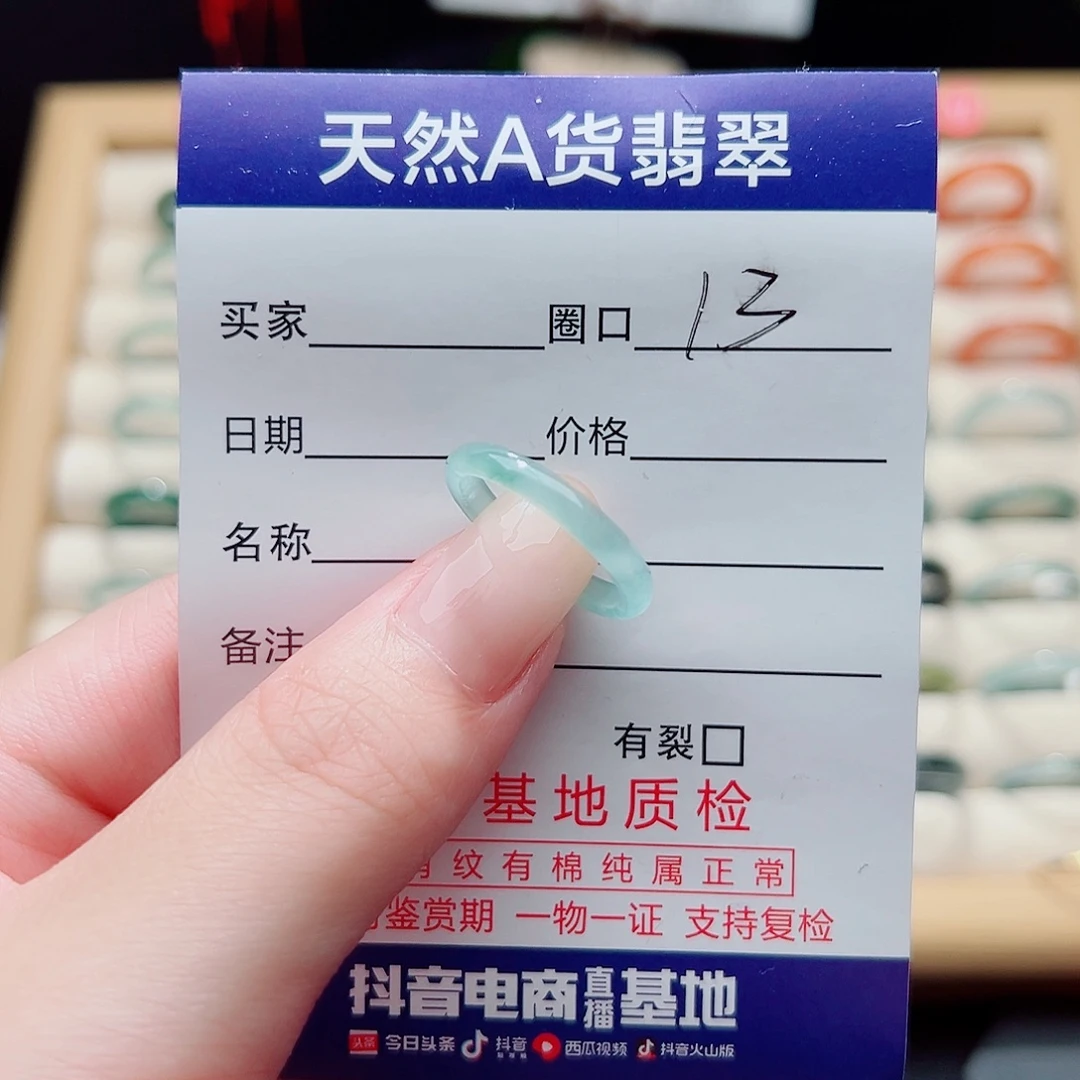 天然A货翡翠
买家 圈口 13
日期 价格
名称
备注
有裂
基地质检
纹有棉纯属正常
鉴赏期 一物一证 支持复检
抖音电商直播基地
头条 今日头条 抖音 西瓜视频 抖音火山版